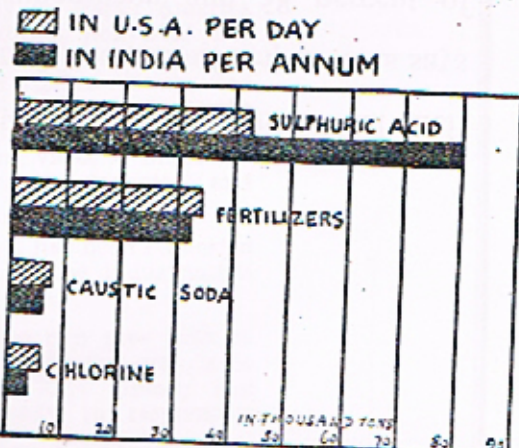 IN U.S.A. PER DAY
IN INDIA PER ANNUM
SULPHURIC ACID
FERTILIZERS
CAUSTIC SODA
CHLORINE
IN THOUSAND TONS
10 20 30 40 50 60 70 80 90